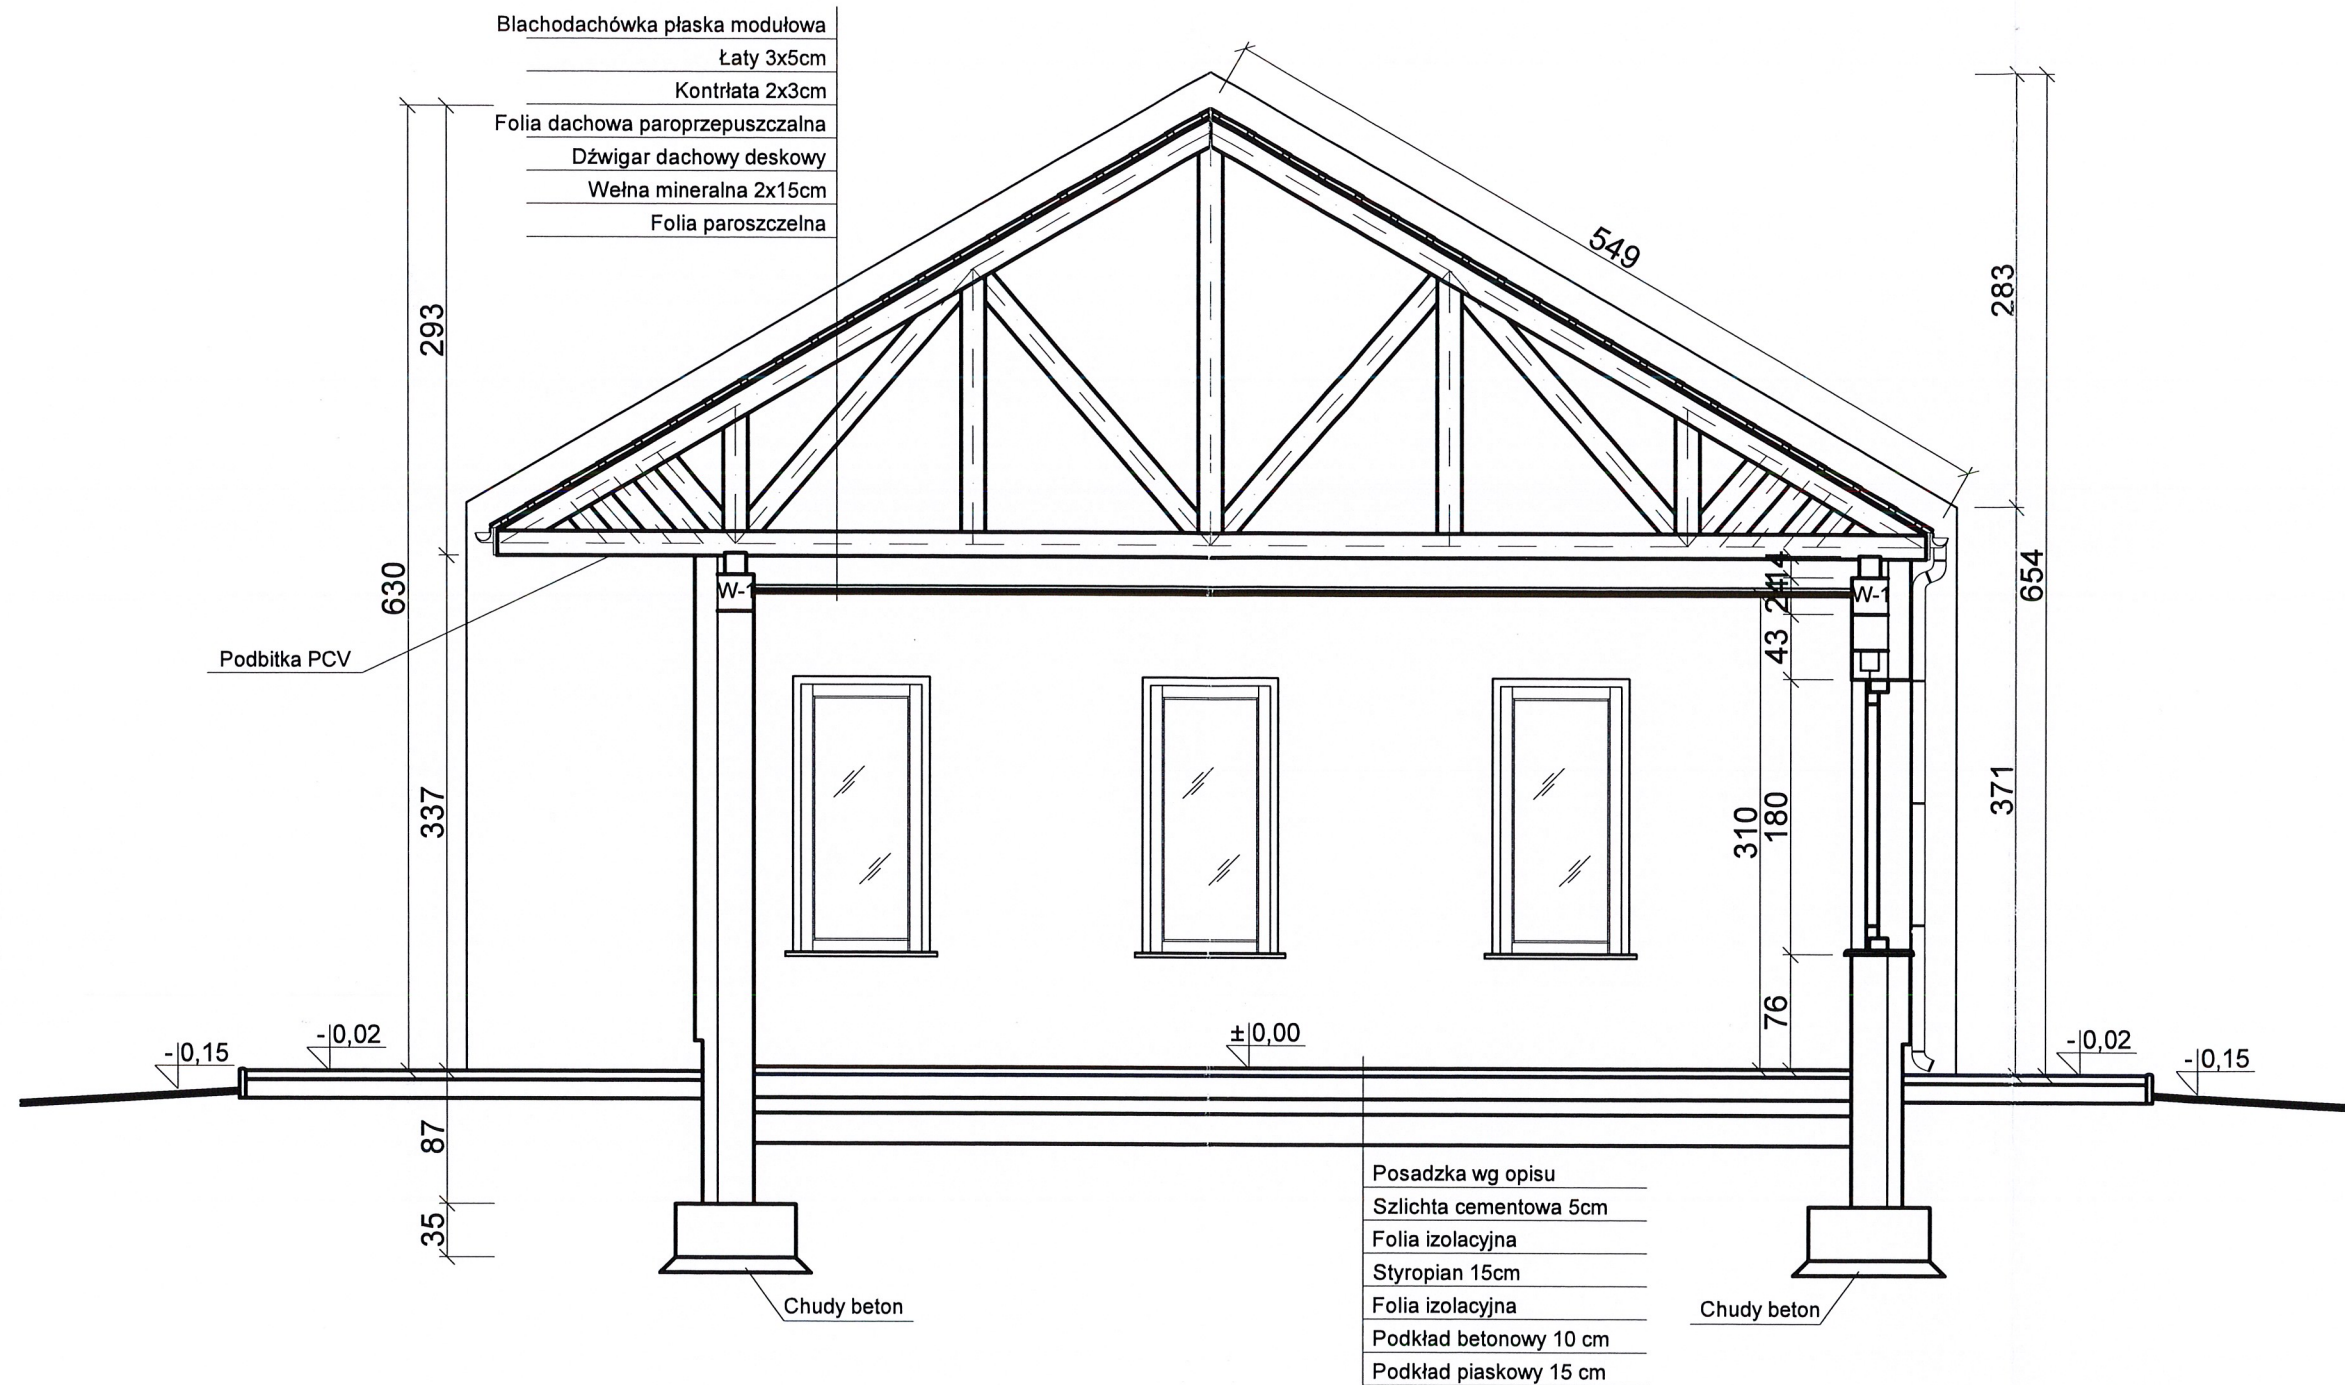 Blachodachówka płaska modułowa
Łaty 3x5cm
Kontrłata 2x3cm
Folia dachowa paroprzepuszczalna
Dźwigar dachowy deskowy
Wełna mineralna 2x15cm
Folia paroszczelna
549
293
283
630
654
14
24
W-1
W-1
43
Podbitka PCV
337
310
180
371
76
-0,15
-0,02
±0,00
-0,02
-0,15
87
35
Posadzka wg opisu
Szlichta cementowa 5cm
Folia izolacyjna
Styropian 15cm
Folia izolacyjna
Podkład betonowy 10 cm
Podkład piaskowy 15 cm
Chudy beton
Chudy beton